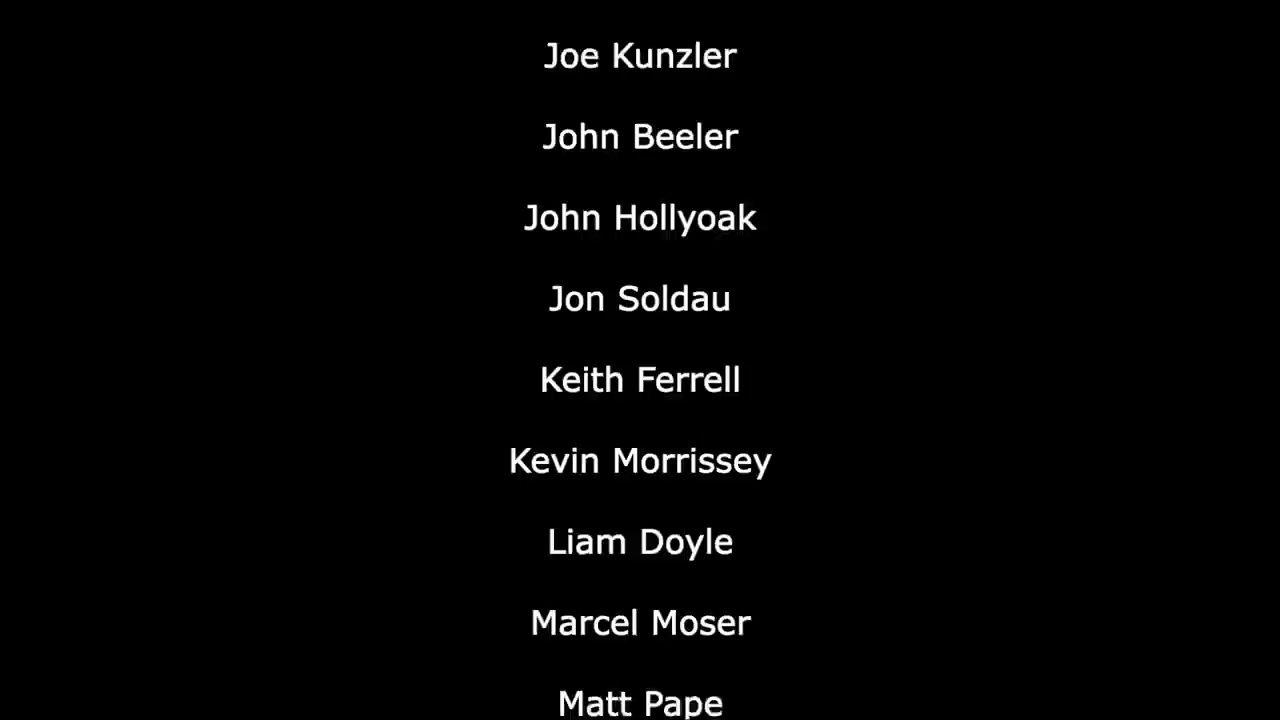 Joe Kunzler
John Beeler
John Hollyoak
Jon Soldau
Keith Ferrell
Kevin Morrissey
Liam Doyle
Marcel Moser
Matt Pape